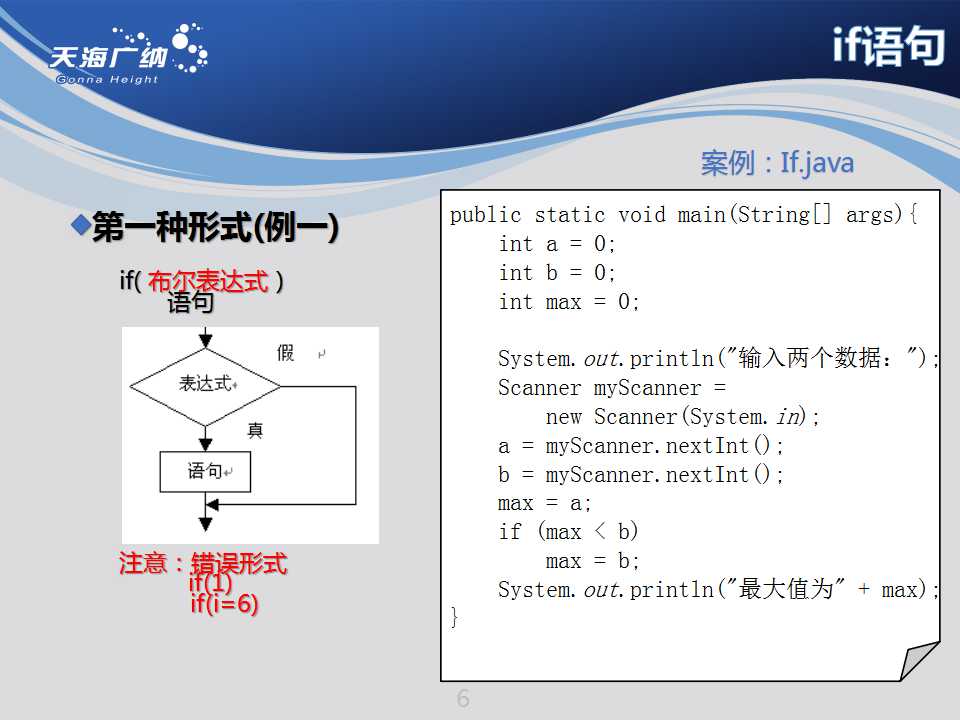 天海广纳
Gonna Height
if语句
案例：If.java
第一种形式(例一)
if( 布尔表达式 )
语句
假
表达式
真
语句
注意：错误形式
if(1)
if(i=6)
public static void main(String[] args){
int a = 0;
int b = 0;
int max = 0;
System.out.println("输入两个数据：");
Scanner myScanner =
new Scanner(System.in);
a = myScanner.nextInt();
b = myScanner.nextInt();
max = a;
if (max < b)
max = b;
System.out.println("最大值为" + max);
}
6